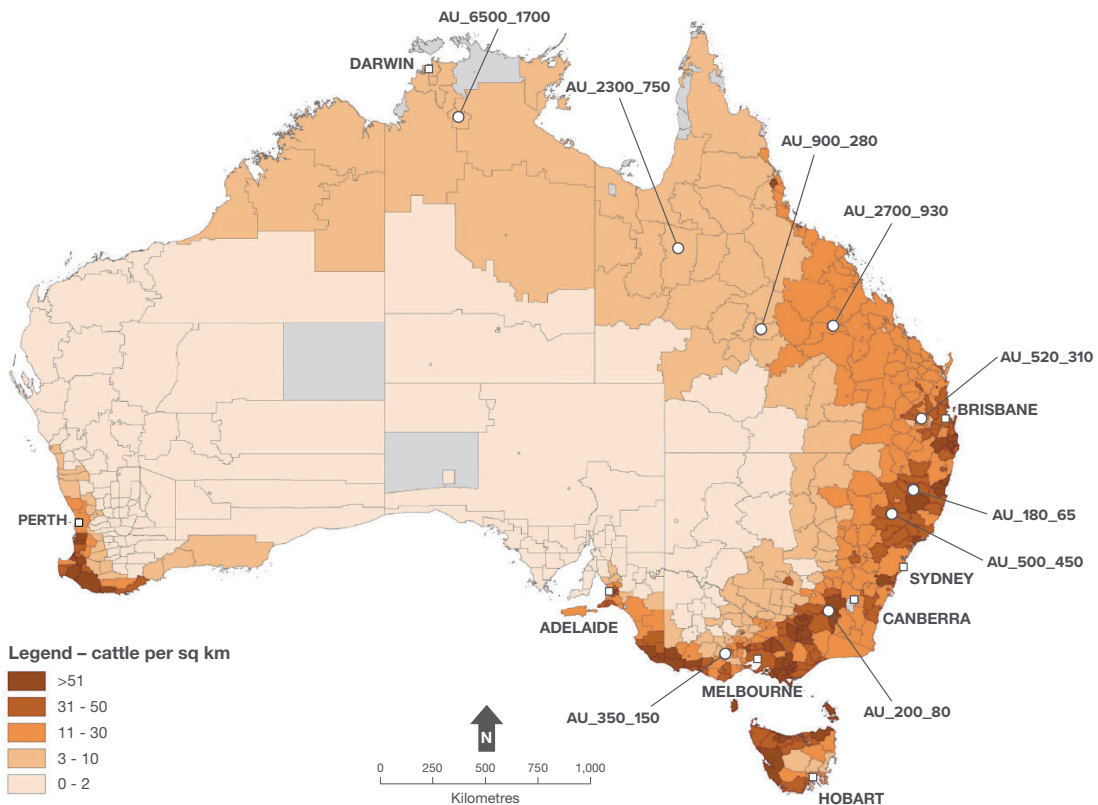 AU_6500_1700
DARWIN
AU_2300_750
AU_900_280
AU_2700_930
AU_520_310
BRISBANE
AU_180_65
PERTH
AU_500_450
SYDNEY
CANBERRA
ADELAIDE
Legend – cattle per sq km
>51
31 - 50
11 - 30
3 - 10
0 - 2
MELBOURNE
AU_350_150
AU_200_80
N
0 250 500 750 1,000
Kilometres
HOBART